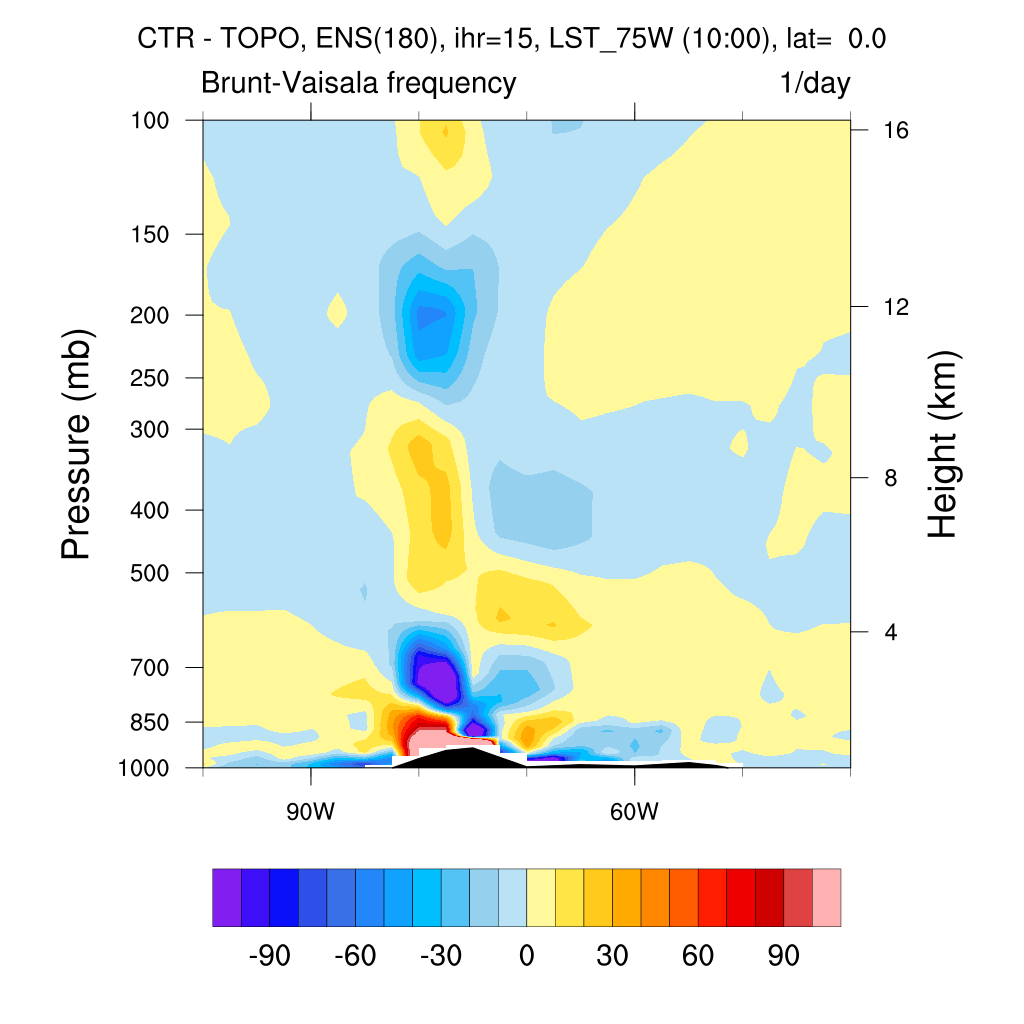 CTR - TOPO, ENS(180), ihr=15, LST_75W (10:00), lat=  0.0
Brunt-Vaisala frequency 1/day
100
150
200
250
300
400
500
700
850
1000
Pressure (mb)
16
12
8
4
Height (km)
90W 60W
-90 -60 -30 0 30 60 90